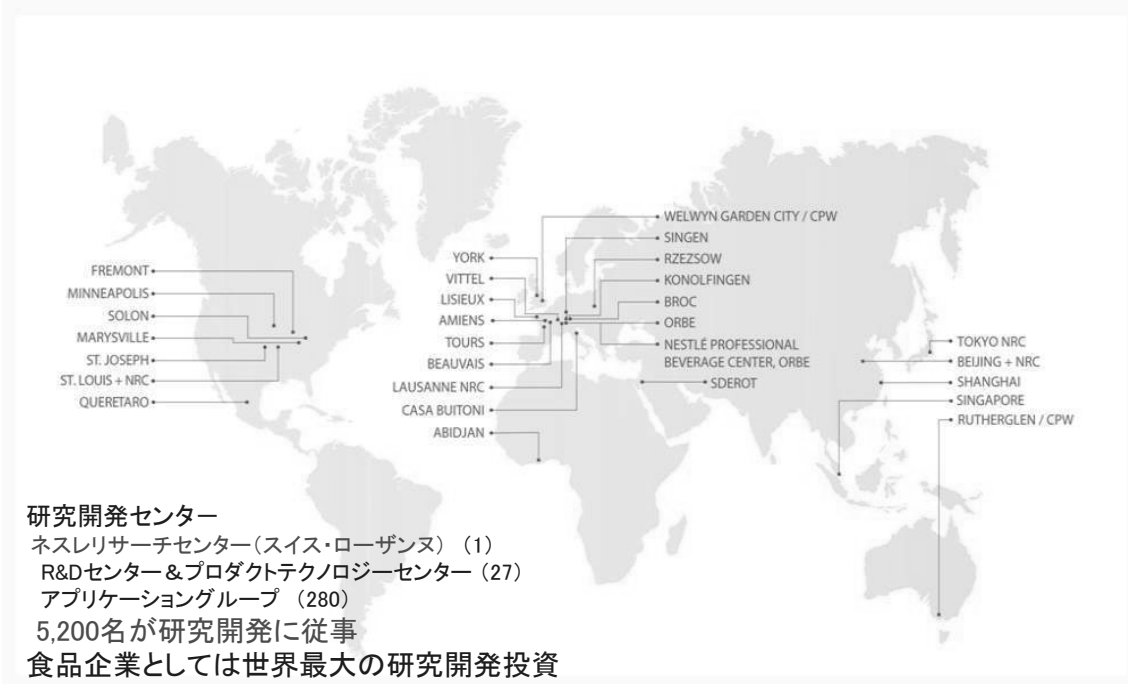 WELWYN GARDEN CITY / CPW
SINGEN
RZEZSOW
KONOLFINGEN
BROC
ORBE
NESTLÉ PROFESSIONAL
BEVERAGE CENTER, ORBE
SDEROT
YORK
VITTEL
LISIEUX
AMIENS
TOURS
BEAUVAIS
LAUSANNE NRC
CASA BUITONI
ABIDJAN
FREMONT
MINNEAPOLIS
SOLON
MARYSVILLE
ST. JOSEPH
ST. LOUIS + NRC
QUERETARO
TOKYO NRC
BEIJING + NRC
SHANGHAI
SINGAPORE
RUTHERGLEN / CPW
研究開発センター
ネスレリサーチセンター（スイス・ローザンヌ） （1）
R&Dセンター＆プロダクトテクノロジーセンター （27）
アプリケーショングループ （280）
5,200名が研究開発に従事
食品企業としては世界最大の研究開発投資